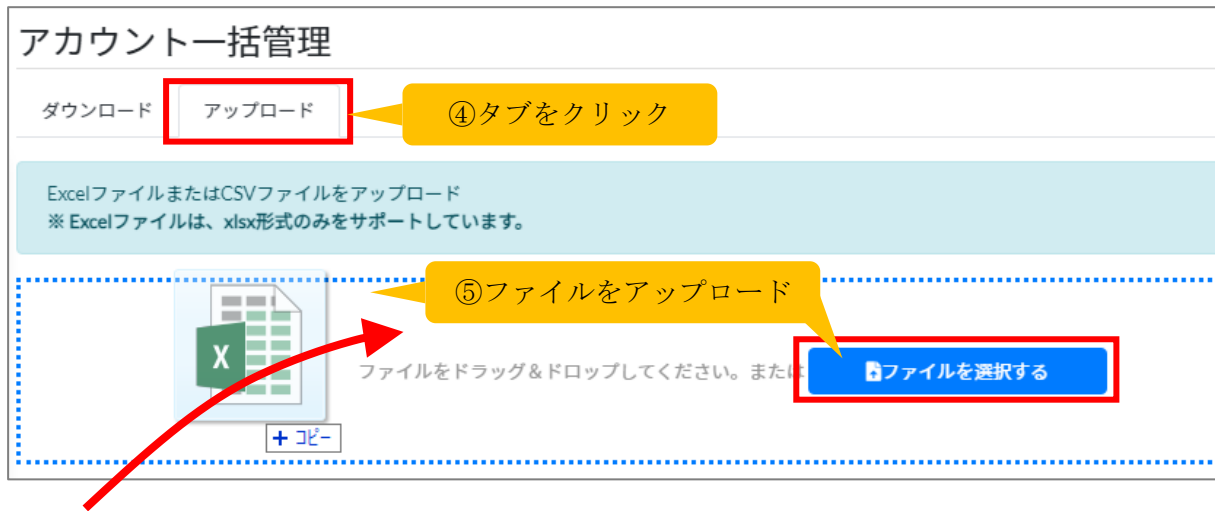 アカウント一括管理
ダウンロード
アップロード
④タブをクリック
ExcelファイルまたはCSVファイルをアップロード
※ Excelファイルは、xlsx形式のみをサポートしています。
⑤ファイルをアップロード
X
ファイルをドラッグ＆ドロップしてください。または
ファイルを選択する
+ コピー